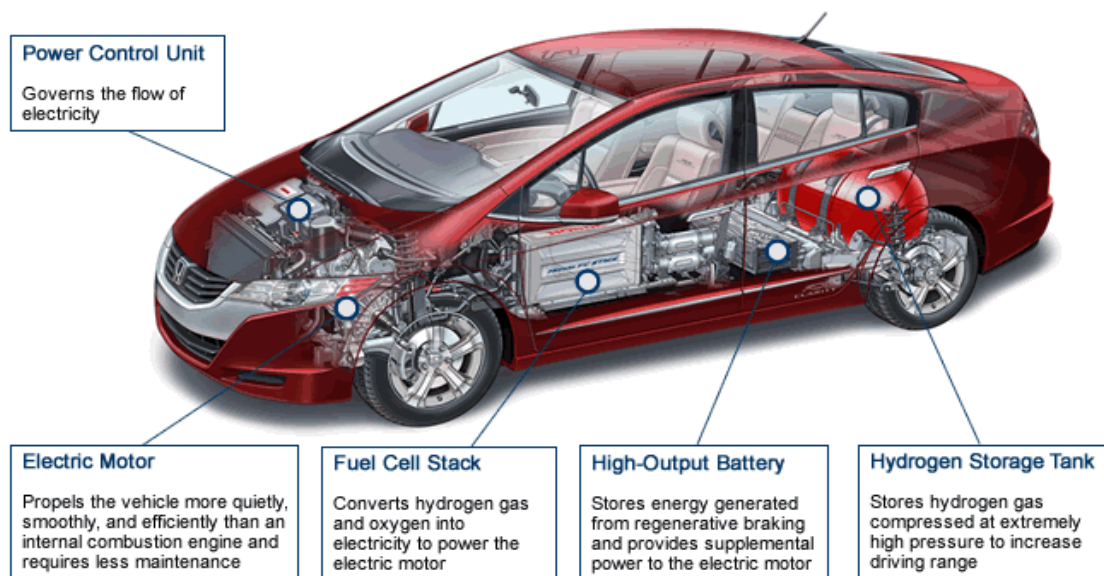 Power Control Unit
Governs the flow of
electricity
CLARITY
Electric Motor
Propels the vehicle more quietly,
smoothly, and efficiently than an
internal combustion engine and
requires less maintenance
Fuel Cell Stack
Converts hydrogen gas
and oxygen into
electricity to power the
electric motor
High-Output Battery
Stores energy generated
from regenerative braking
and provides supplemental
power to the electric motor
Hydrogen Storage Tank
Stores hydrogen gas
compressed at extremely
high pressure to increase
driving range